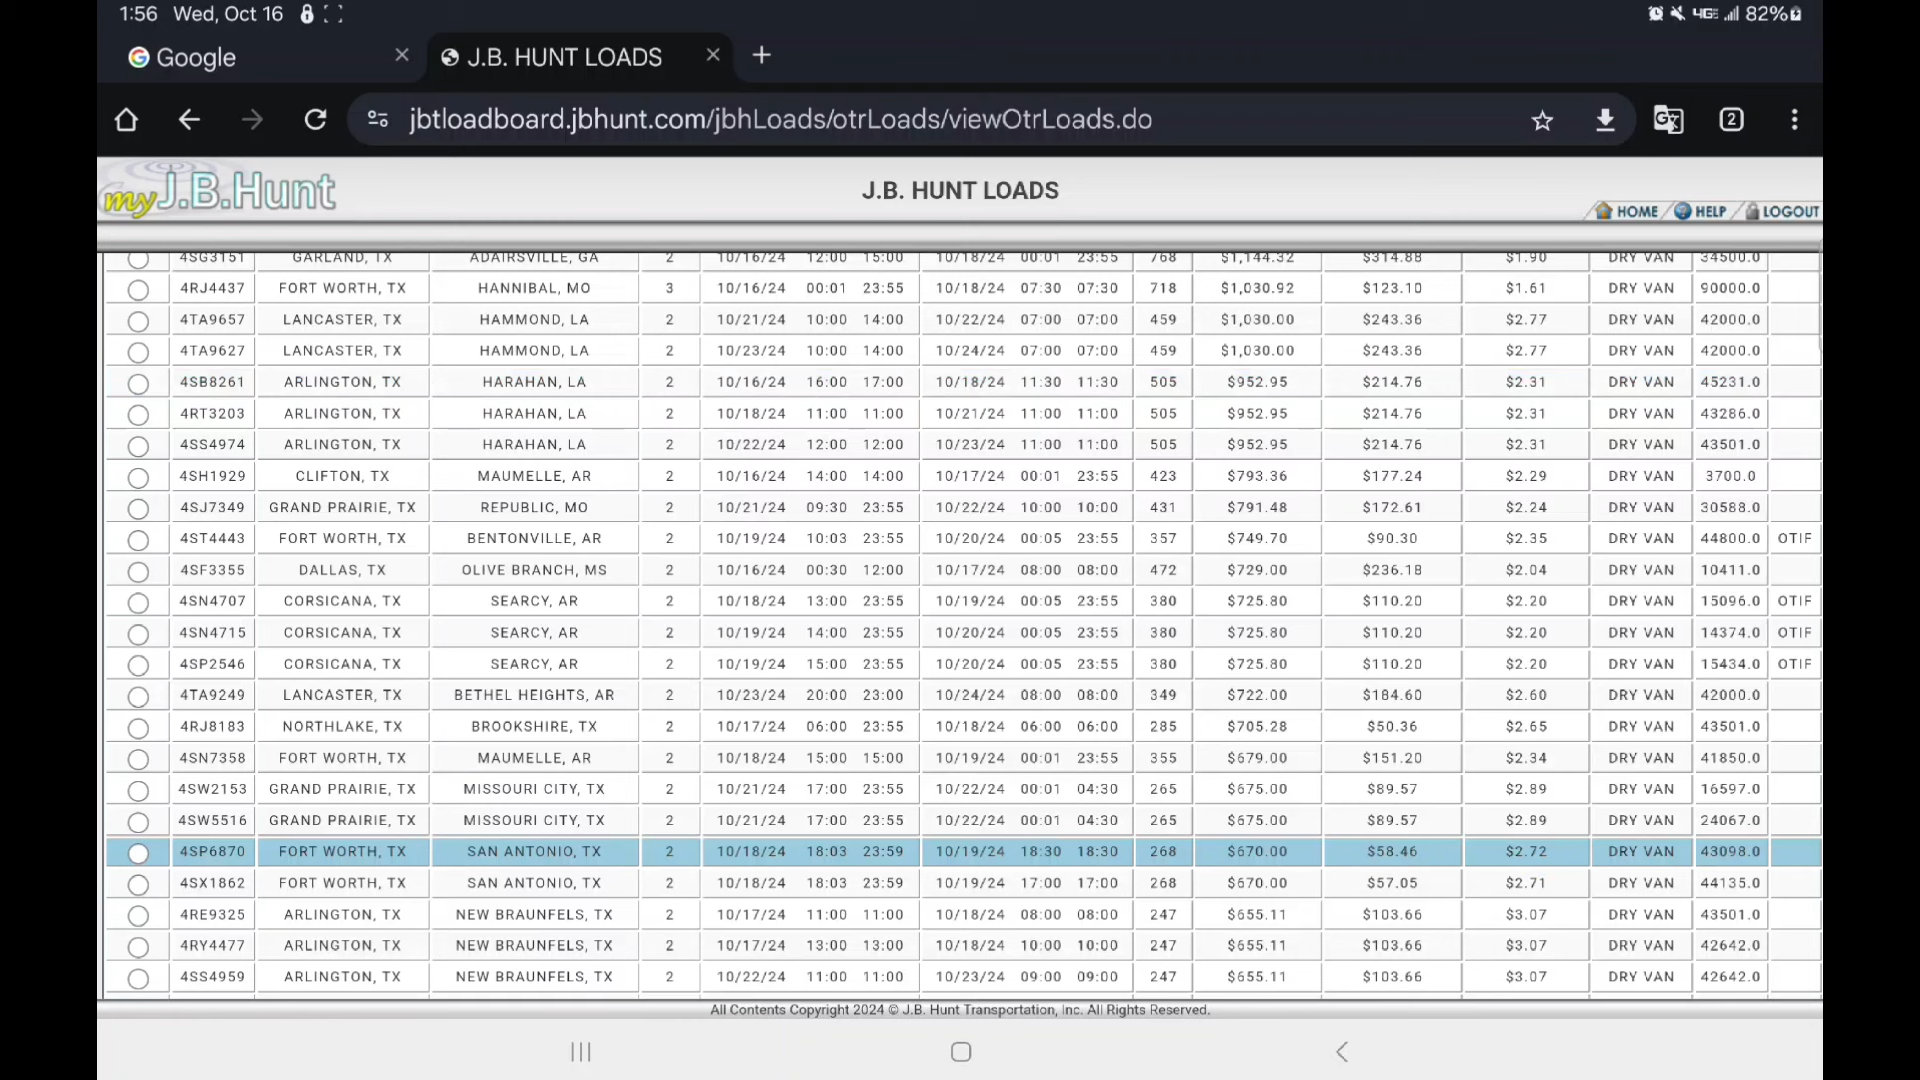 1:56 Wed, Oct 16 4GE 82%
Google J.B. HUNT LOADS
jbtloadboard.jbhunt.com/jbhLoads/otrLoads/viewOtrLoads.do 2
myJ.B.Hunt J.B. HUNT LOADS
HOME HELP LOGOUT
4SG3151 GARLAND, TX ADAIRSVILLE, GA 2 10/16/24 12:00 15:00 10/18/24 00:01 23:55 768 $1,144.32 $314.88 $1.90 DRY VAN 34500.0
4RJ4437 FORT WORTH, TX HANNIBAL, MO 3 10/16/24 00:01 23:55 10/18/24 07:30 07:30 718 $1,030.92 $123.10 $1.61 DRY VAN 90000.0
4TA9657 LANCASTER, TX HAMMOND, LA 2 10/21/24 10:00 14:00 10/22/24 07:00 07:00 459 $1,030.00 $243.36 $2.77 DRY VAN 42000.0
4TA9627 LANCASTER, TX HAMMOND, LA 2 10/23/24 10:00 14:00 10/24/24 07:00 07:00 459 $1,030.00 $243.36 $2.77 DRY VAN 42000.0
4SB8261 ARLINGTON, TX HARAHAN, LA 2 10/16/24 16:00 17:00 10/18/24 11:30 11:30 505 $952.95 $214.76 $2.31 DRY VAN 45231.0
4RT3203 ARLINGTON, TX HARAHAN, LA 2 10/18/24 11:00 11:00 10/21/24 11:00 11:00 505 $952.95 $214.76 $2.31 DRY VAN 43286.0
4SS4974 ARLINGTON, TX HARAHAN, LA 2 10/22/24 12:00 12:00 10/23/24 11:00 11:00 505 $952.95 $214.76 $2.31 DRY VAN 43501.0
4SH1929 CLIFTON, TX MAUMELLE, AR 2 10/16/24 14:00 14:00 10/17/24 00:01 23:55 423 $793.36 $177.24 $2.29 DRY VAN 3700.0
4SJ7349 GRAND PRAIRIE, TX REPUBLIC, MO 2 10/21/24 09:30 23:55 10/22/24 10:00 10:00 431 $791.48 $172.61 $2.24 DRY VAN 30588.0
4ST4443 FORT WORTH, TX BENTONVILLE, AR 2 10/19/24 10:03 23:55 10/20/24 00:05 23:55 357 $749.70 $90.30 $2.35 DRY VAN 44800.0 OTIF
4SF3355 DALLAS, TX OLIVE BRANCH, MS 2 10/16/24 00:30 12:00 10/17/24 08:00 08:00 472 $729.00 $236.18 $2.04 DRY VAN 10411.0
4SN4707 CORSICANA, TX SEARCY, AR 2 10/18/24 13:00 23:55 10/19/24 00:05 23:55 380 $725.80 $110.20 $2.20 DRY VAN 15096.0 OTIF
4SN4715 CORSICANA, TX SEARCY, AR 2 10/19/24 14:00 23:55 10/20/24 00:05 23:55 380 $725.80 $110.20 $2.20 DRY VAN 14374.0 OTIF
4SP2546 CORSICANA, TX SEARCY, AR 2 10/19/24 15:00 23:55 10/20/24 00:05 23:55 380 $725.80 $110.20 $2.20 DRY VAN 15434.0 OTIF
4TA9249 LANCASTER, TX BETHEL HEIGHTS, AR 2 10/23/24 20:00 23:00 10/24/24 08:00 08:00 349 $722.00 $184.60 $2.60 DRY VAN 42000.0
4RJ8183 NORTHLAKE, TX BROOKSHIRE, TX 2 10/17/24 06:00 23:55 10/18/24 06:00 06:00 285 $705.28 $50.36 $2.65 DRY VAN 43501.0
4SN7358 FORT WORTH, TX MAUMELLE, AR 2 10/18/24 15:00 15:00 10/19/24 00:01 23:55 355 $679.00 $151.20 $2.34 DRY VAN 41850.0
4SW2153 GRAND PRAIRIE, TX MISSOURI CITY, TX 2 10/21/24 17:00 23:55 10/22/24 00:01 04:30 265 $675.00 $89.57 $2.89 DRY VAN 16597.0
4SW5516 GRAND PRAIRIE, TX MISSOURI CITY, TX 2 10/21/24 17:00 23:55 10/22/24 00:01 04:30 265 $675.00 $89.57 $2.89 DRY VAN 24067.0
4SP6870 FORT WORTH, TX SAN ANTONIO, TX 2 10/18/24 18:03 23:59 10/19/24 18:30 18:30 268 $670.00 $58.46 $2.72 DRY VAN 43098.0
4SX1862 FORT WORTH, TX SAN ANTONIO, TX 2 10/18/24 18:03 23:59 10/19/24 17:00 17:00 268 $670.00 $57.05 $2.71 DRY VAN 44135.0
4RE9325 ARLINGTON, TX NEW BRAUNFELS, TX 2 10/17/24 11:00 11:00 10/18/24 08:00 08:00 247 $655.11 $103.66 $3.07 DRY VAN 43501.0
4RY4477 ARLINGTON, TX NEW BRAUNFELS, TX 2 10/17/24 13:00 13:00 10/18/24 10:00 10:00 247 $655.11 $103.66 $3.07 DRY VAN 42642.0
4SS4959 ARLINGTON, TX NEW BRAUNFELS, TX 2 10/22/24 11:00 11:00 10/23/24 09:00 09:00 247 $655.11 $103.66 $3.07 DRY VAN 42642.0
All Contents Copyright 2024 © J.B. Hunt Transportation, Inc. All Rights Reserved.